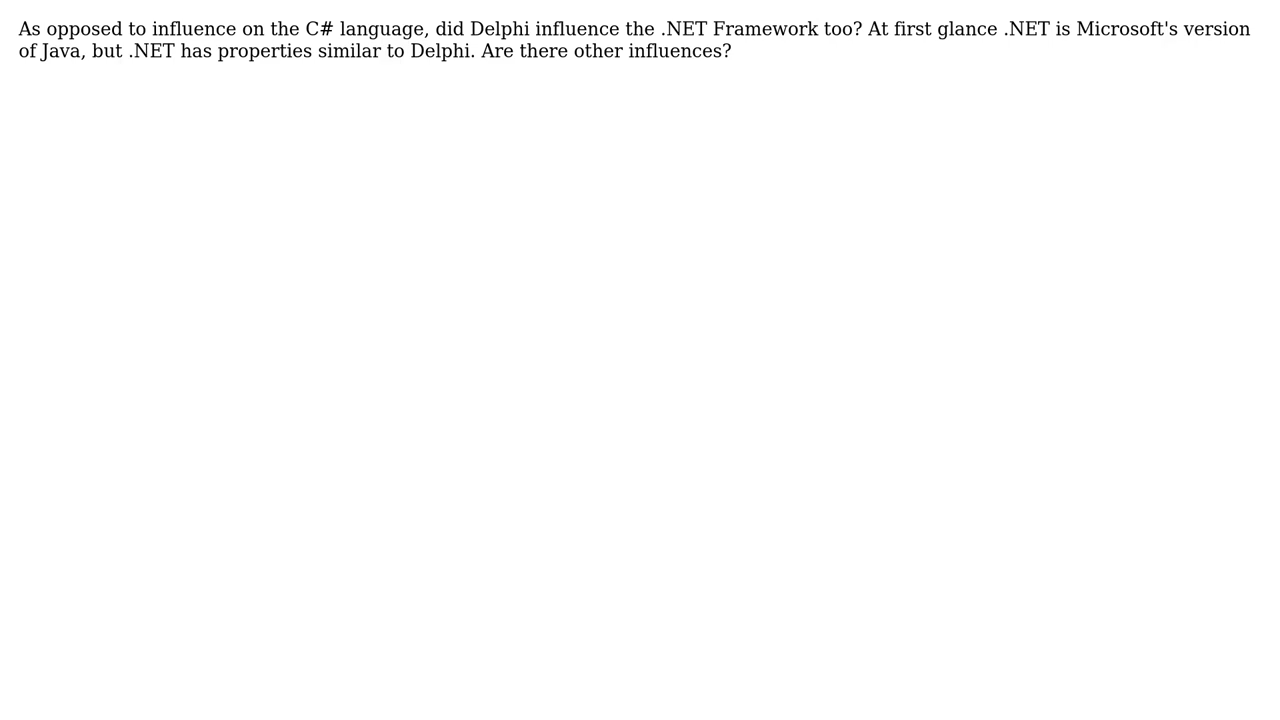 As opposed to influence on the C# language, did Delphi influence the .NET Framework too? At first glance .NET is Microsoft's version
of Java, but .NET has properties similar to Delphi. Are there other influences?